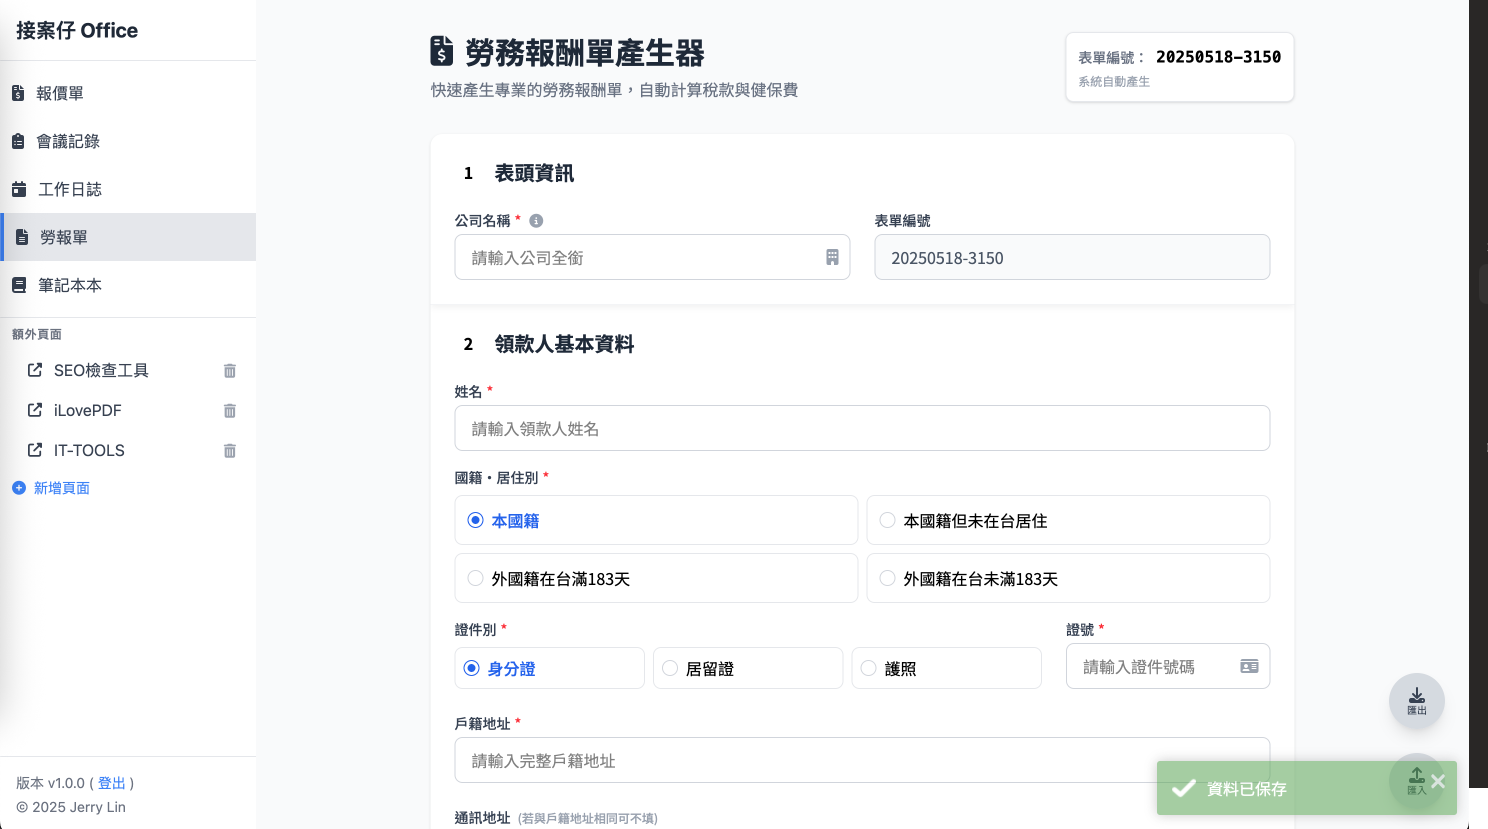 接案仔 Office
報價單
會議記錄
工作日誌
勞報單
筆記本本
額外頁面
SEO檢查工具
iLovePDF
IT-TOOLS
新增頁面
版本 v1.0.0 ( 登出 )
© 2025 Jerry Lin
勞務報酬單產生器
快速產生專業的勞務報酬單，自動計算稅款與健保費
表單編號： 20250518-3150
系統自動產生
1 表頭資訊
公司名稱 *
請輸入公司全銜
表單編號
20250518-3150
2 領款人基本資料
姓名 *
請輸入領款人姓名
國籍・居住別 *
本國籍
本國籍但未在台居住
外國籍在台滿183天
外國籍在台未滿183天
證件別 *
身分證
居留證
護照
證號 *
請輸入證件號碼
戶籍地址 *
請輸入完整戶籍地址
通訊地址 (若與戶籍地址相同可不填)
匯出
匯入
資料已保存